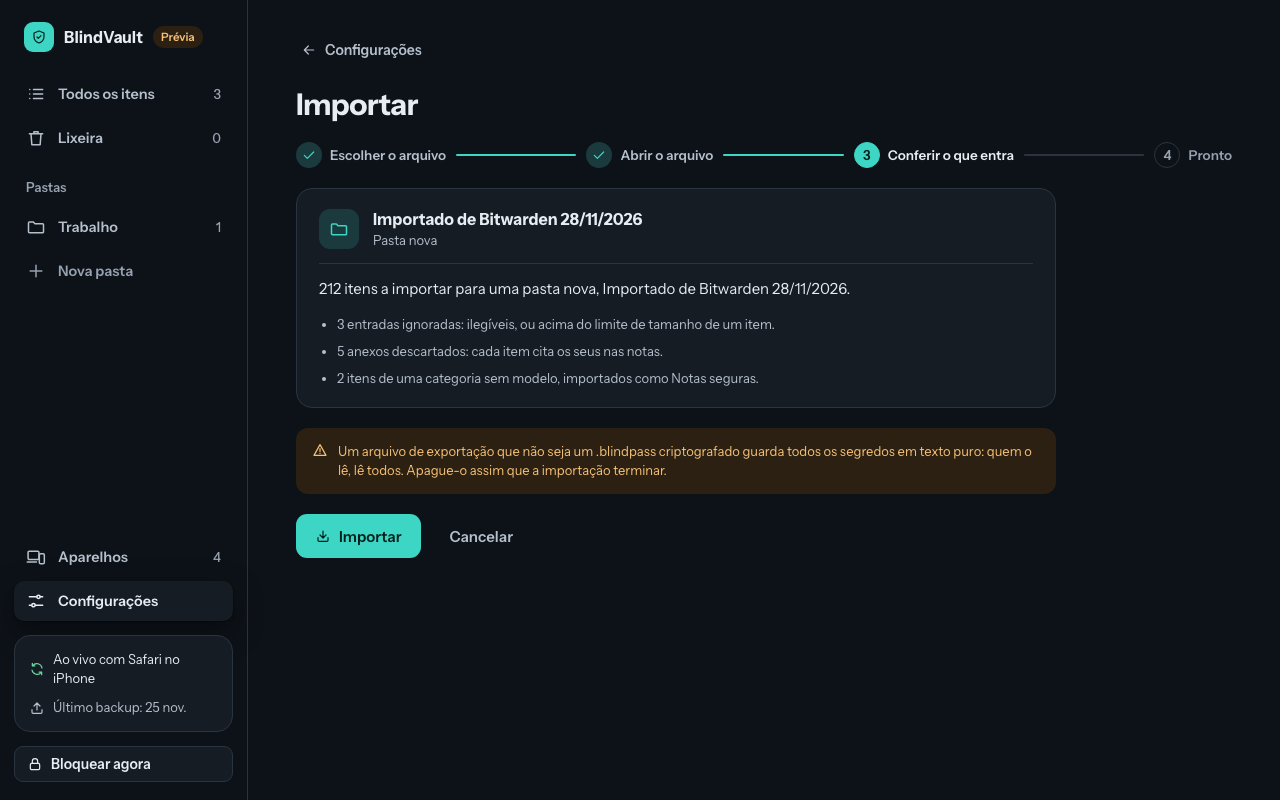 BlindVault
Prévia
Todos os itens
3
Lixeira
0
Pastas
Trabalho
1
Nova pasta
Aparelhos
4
Configurações
Ao vivo com Safari no
iPhone
Último backup: 25 nov.
Bloquear agora
Configurações
Importar
Escolher o arquivo
Abrir o arquivo
3
Conferir o que entra
4
Pronto
Importado de Bitwarden 28/11/2026
Pasta nova
212 itens a importar para uma pasta nova, Importado de Bitwarden 28/11/2026.
• 3 entradas ignoradas: ilegíveis, ou acima do limite de tamanho de um item.
• 5 anexos descartados: cada item cita os seus nas notas.
• 2 itens de uma categoria sem modelo, importados como Notas seguras.
Um arquivo de exportação que não seja um .blindpass criptografado guarda todos os segredos em texto puro: quem o
lê, lê todos. Apague-o assim que a importação terminar.
Importar
Cancelar